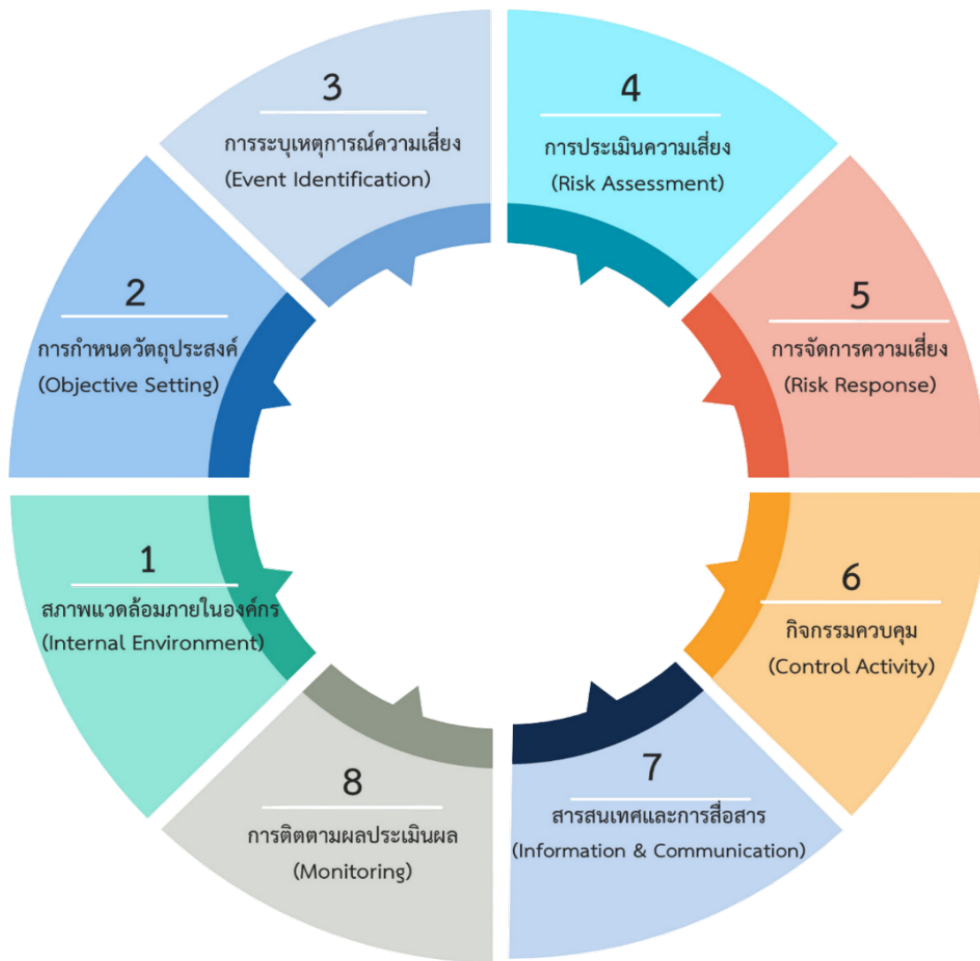 1
สภาพแวดล้อมภายในองค์กร
(Internal Environment)
2
การกำหนดวัตถุประสงค์
(Objective Setting)
3
การระบุเหตุการณ์ความเสี่ยง
(Event Identification)
4
การประเมินความเสี่ยง
(Risk Assessment)
5
การจัดการความเสี่ยง
(Risk Response)
6
กิจกรรมควบคุม
(Control Activity)
7
สารสนเทศและการสื่อสาร
(Information & Communication)
8
การติตตามผลประเมินผล
(Monitoring)